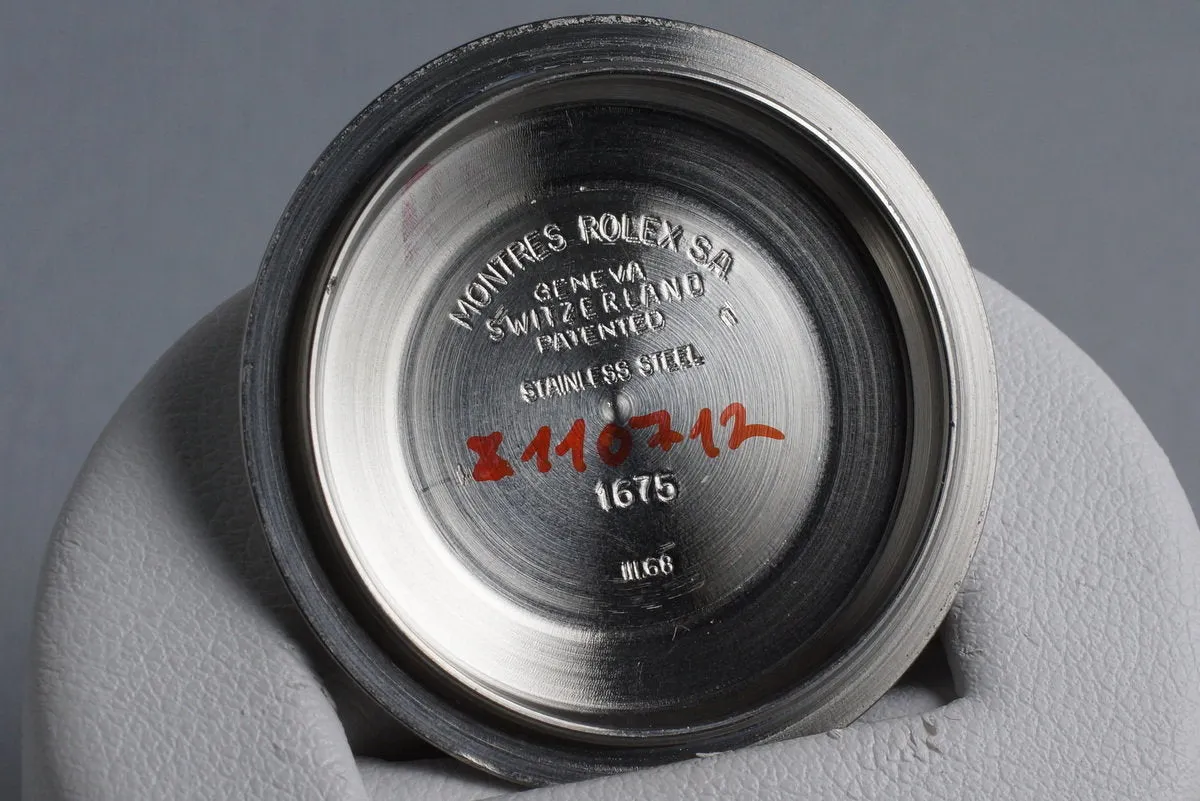 MONTRES ROLEX SA
GENEVA
SWITZERLAND
PATENTED
STAINLESS STEEL
8110712
1675
III.68